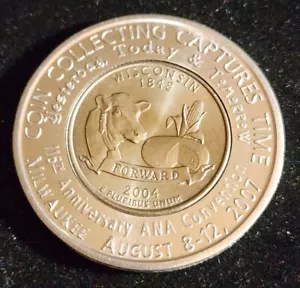 COIN COLLECTING CAPTURES TIME
Yesterday, Today & Tomorrow
WISCONSIN
1848
FORWARD
2004
E PLURIBUS UNUM
116th Anniversary ANA Convention
MILWAUKEE AUGUST 8-12, 2007